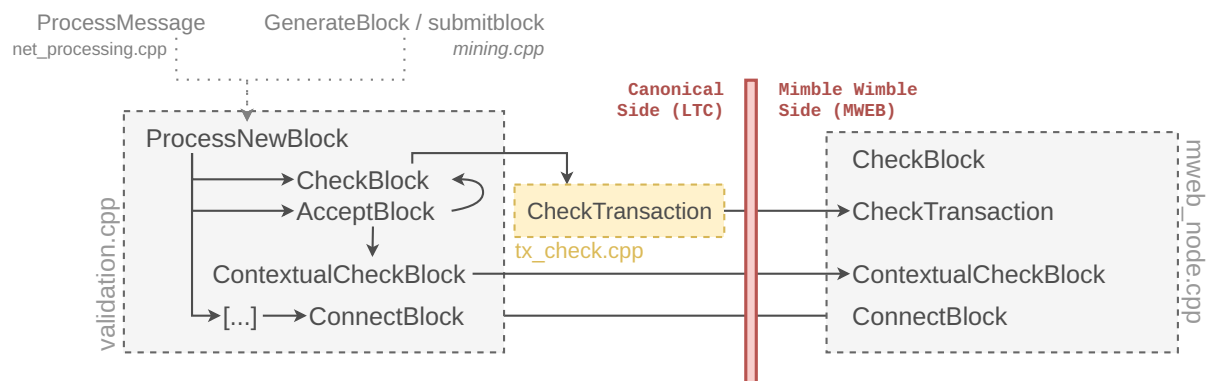 ProcessMessage
net_processing.cpp
GenerateBlock / submitblock
mining.cpp
Canonical
Side (LTC)
Mimble Wimble
Side (MWEB)
validation.cpp
ProcessNewBlock
CheckBlock
AcceptBlock
ContextualCheckBlock
[...]
ConnectBlock
CheckTransaction
tx_check.cpp
CheckBlock
CheckTransaction
ContextualCheckBlock
ConnectBlock
mweb_node.cpp